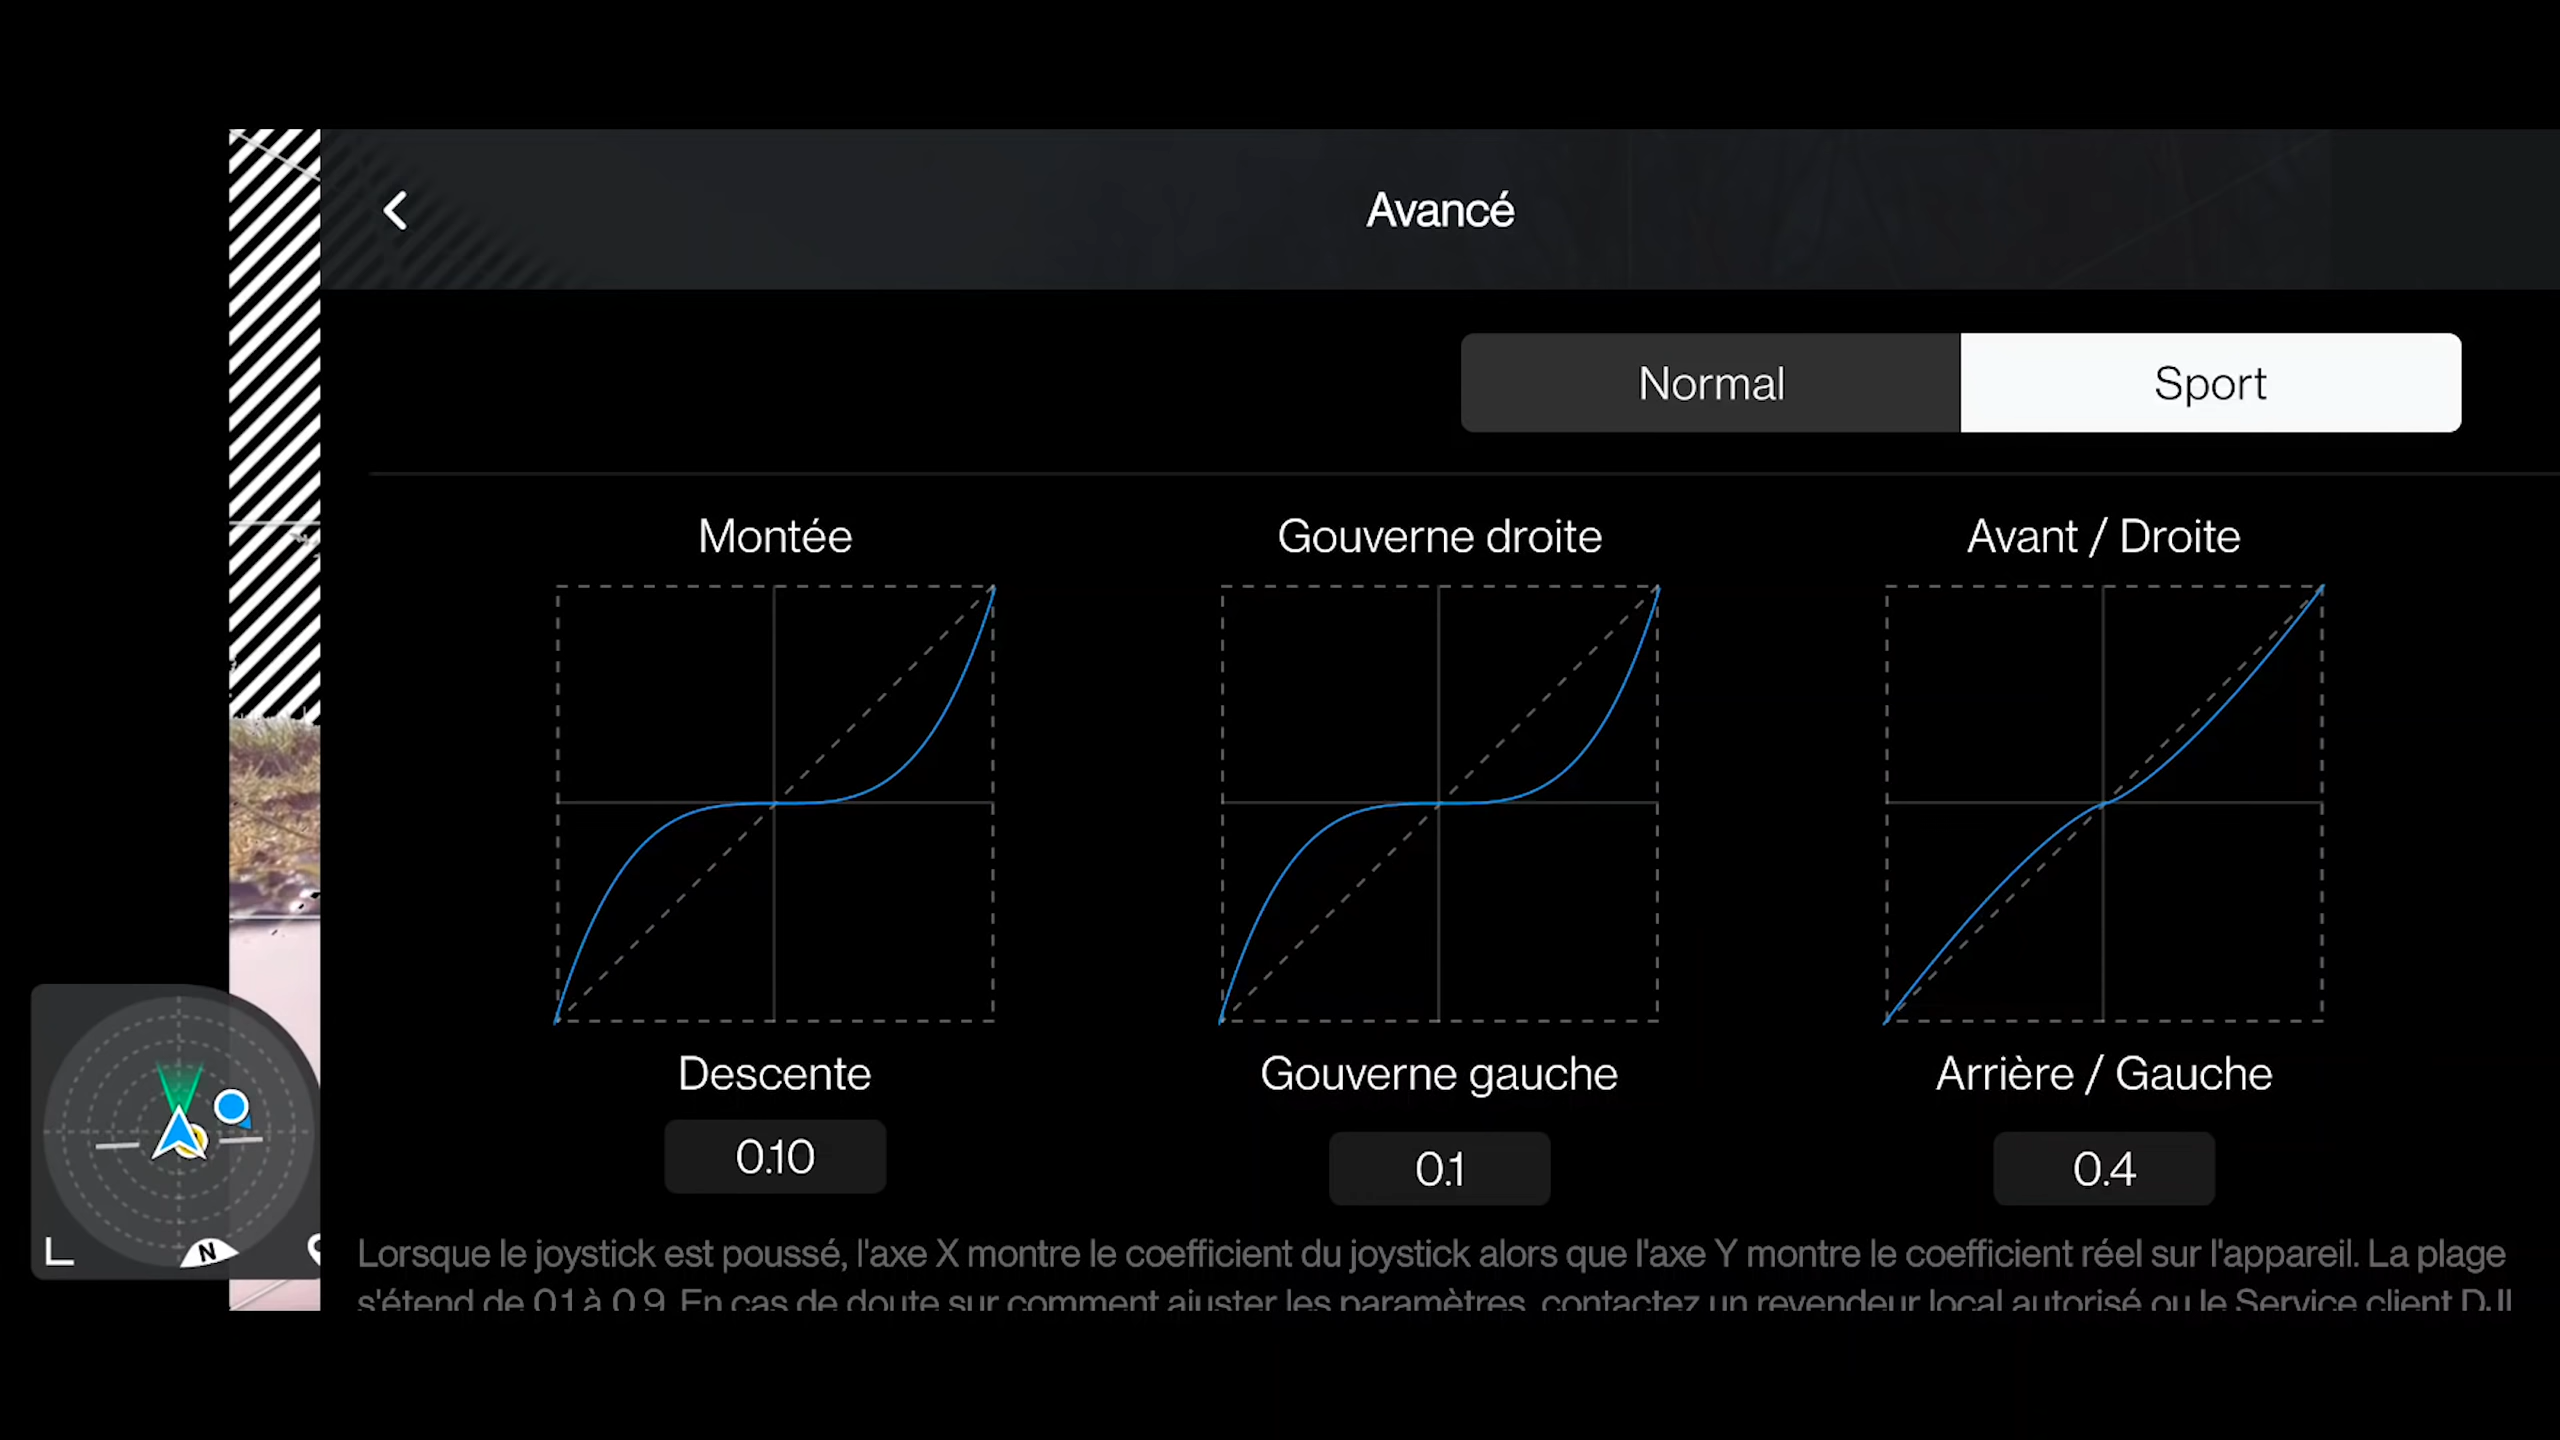 Avancé
Normal Sport
Montée Gouverne droite Avant / Droite
Descente Gouverne gauche Arrière / Gauche
0.10 0.1 0.4
N
Lorsque le joystick est poussé, l'axe X montre le coefficient du joystick alors que l'axe Y montre le coefficient réel sur l'appareil. La plage
s'étend de 0.1 à 0.9. En cas de doute sur comment ajuster les paramètres, contactez un revendeur local autorisé ou le Service client DJI